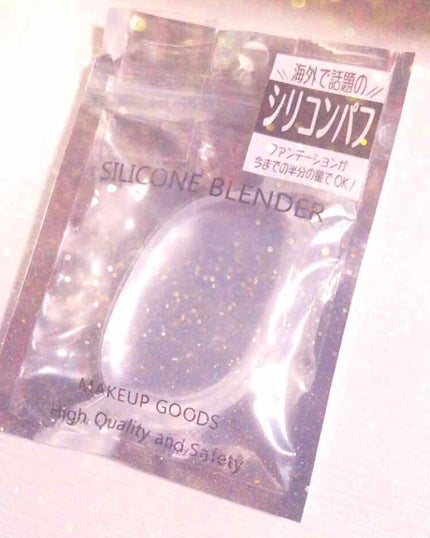 海外で話題の
シリコンパフ
ファンデーションが
今までの半分の量でOK!
SILICONE BLENDER
MAKEUP GOODS
High Quality and Safety